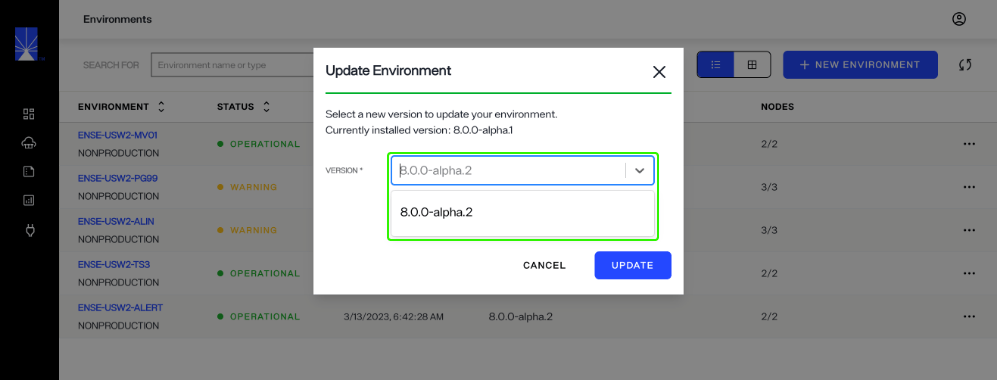 Environments
SEARCH FOR
Environment name or type
+ NEW ENVIRONMENT
ENVIRONMENT
STATUS
NODES
ENSE-USW2-MV01
NONPRODUCTION
OPERATIONAL
2/2
ENSE-USW2-PG99
NONPRODUCTION
WARNING
3/3
ENSE-USW2-ALIN
NONPRODUCTION
WARNING
3/3
ENSE-USW2-TS3
NONPRODUCTION
OPERATIONAL
2/2
ENSE-USW2-ALERT
NONPRODUCTION
OPERATIONAL
3/13/2023, 6:42:28 AM
8.0.0-alpha.2
2/2
Update Environment
Select a new version to update your environment.
Currently installed version: 8.0.0-alpha.1
VERSION *
8.0.0-alpha.2
8.0.0-alpha.2
CANCEL
UPDATE